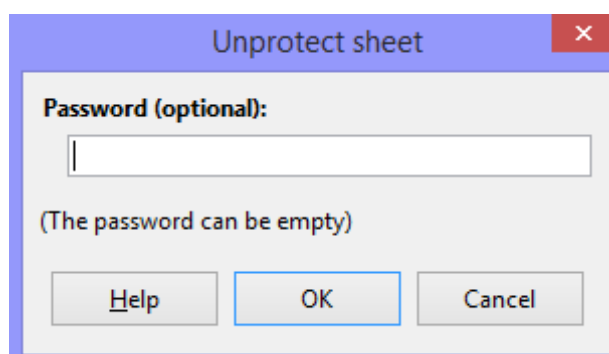 Unprotect sheet
Password (optional):
(The password can be empty)
Help OK Cancel